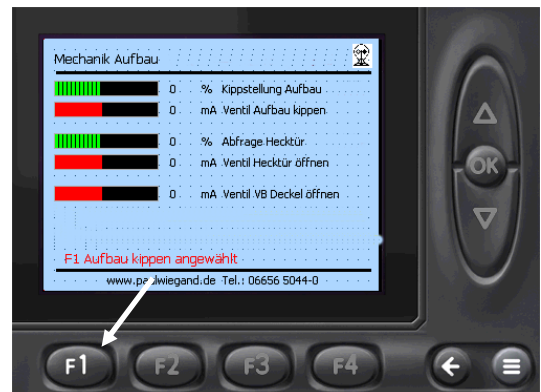 Mechanik Aufbau
0 % Kippstellung Aufbau
0 mA Ventil Aufbau kippen
0 % Abfrage Hecktür
0 mA Ventil Hecktür öffnen
0 mA Ventil VB Deckel öffnen
F1 Aufbau kippen angewählt
www.paulwiegand.de Tel.: 06656 5044-0
OK
F1 F2 F3 F4